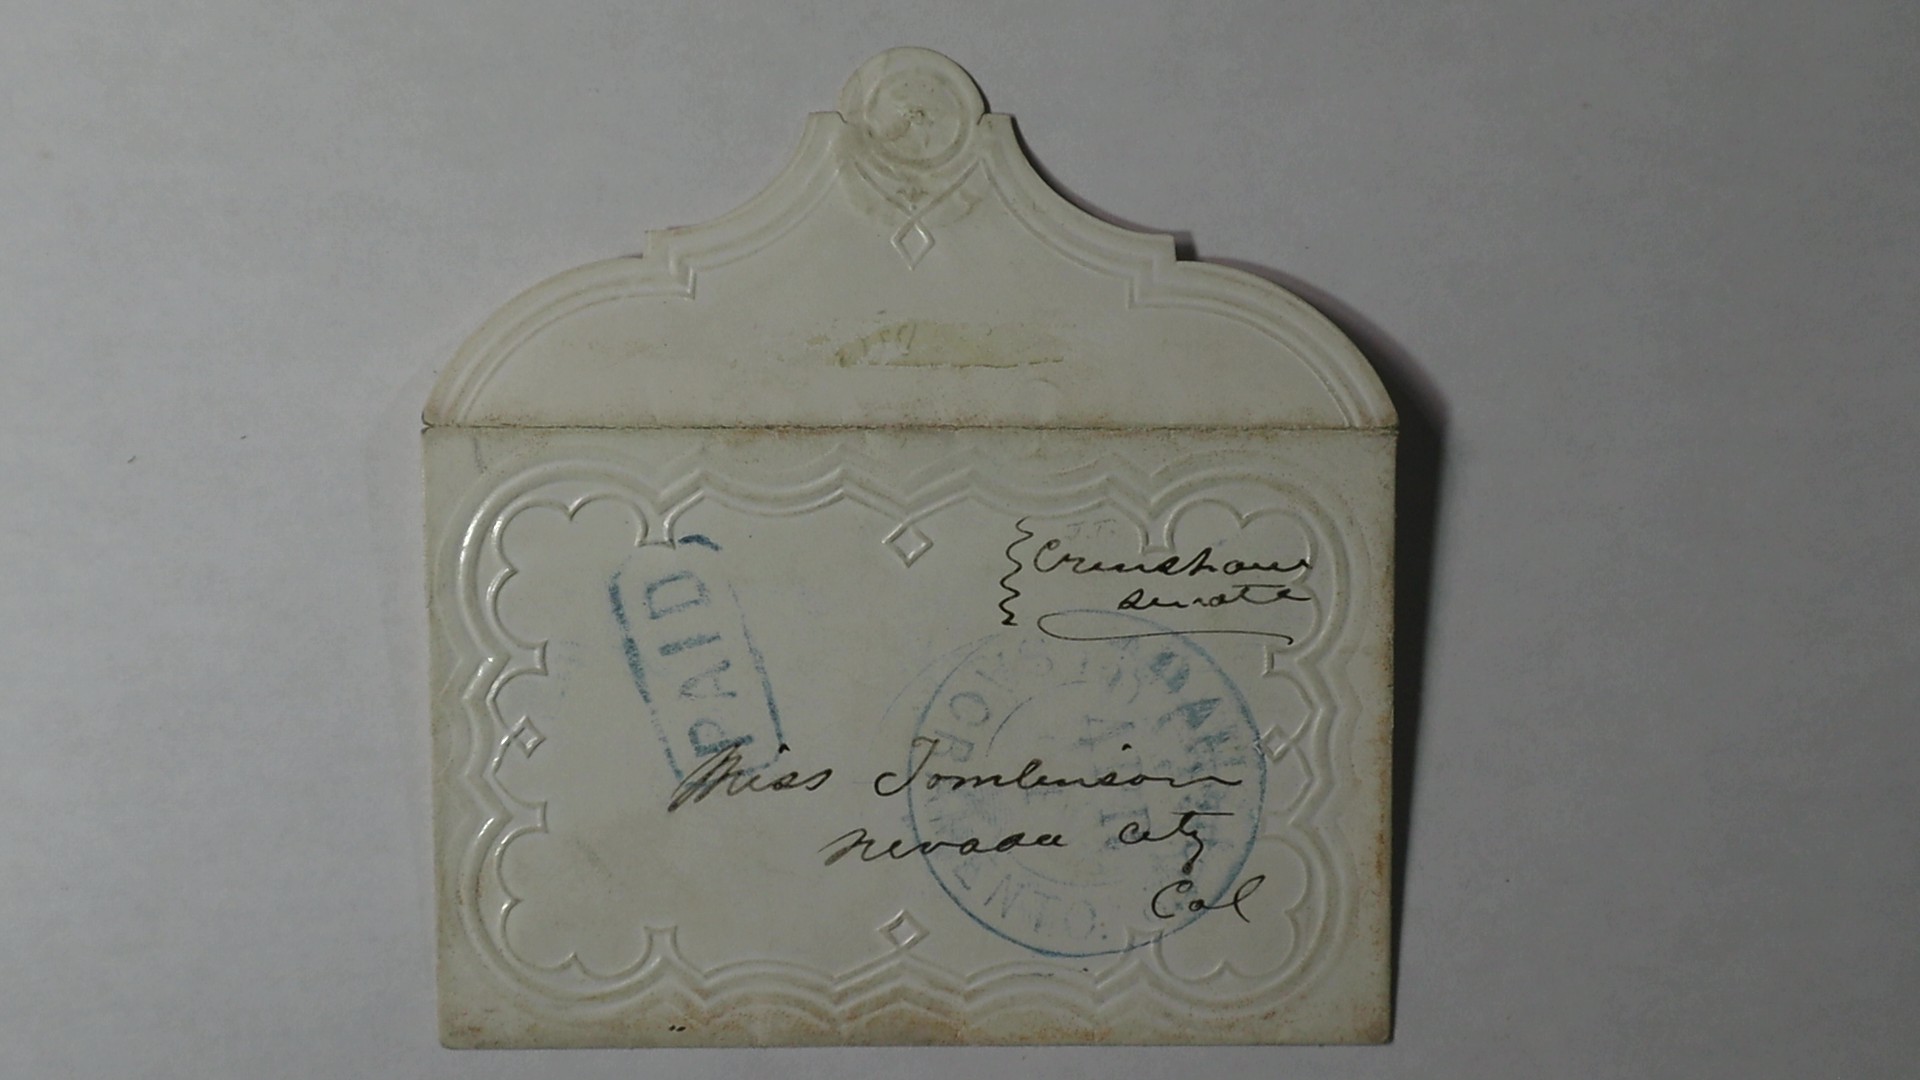 J.T.
Crenshaw
Senate
PAID
Miss Tomlinson
Nevada City
Cal